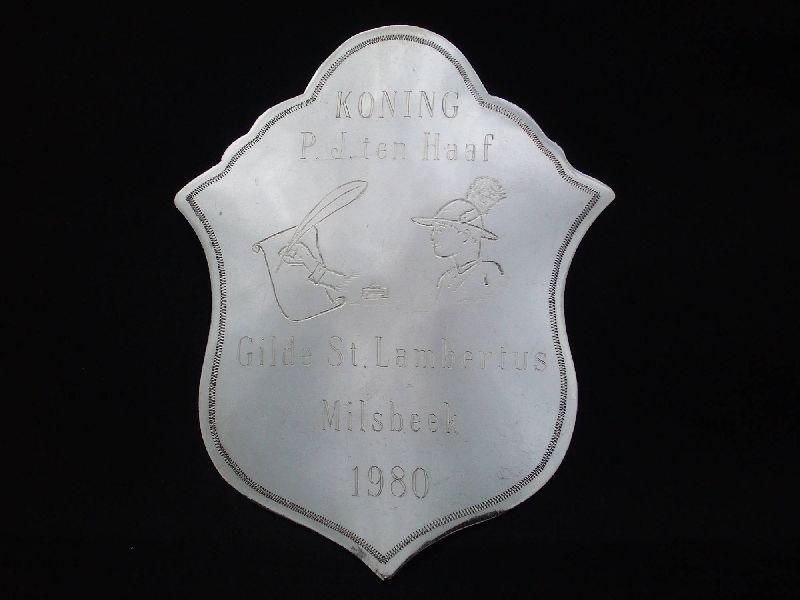 KONING
P. J. ten Haaf
Gilde St. Lambertus
Milsbeek
1980